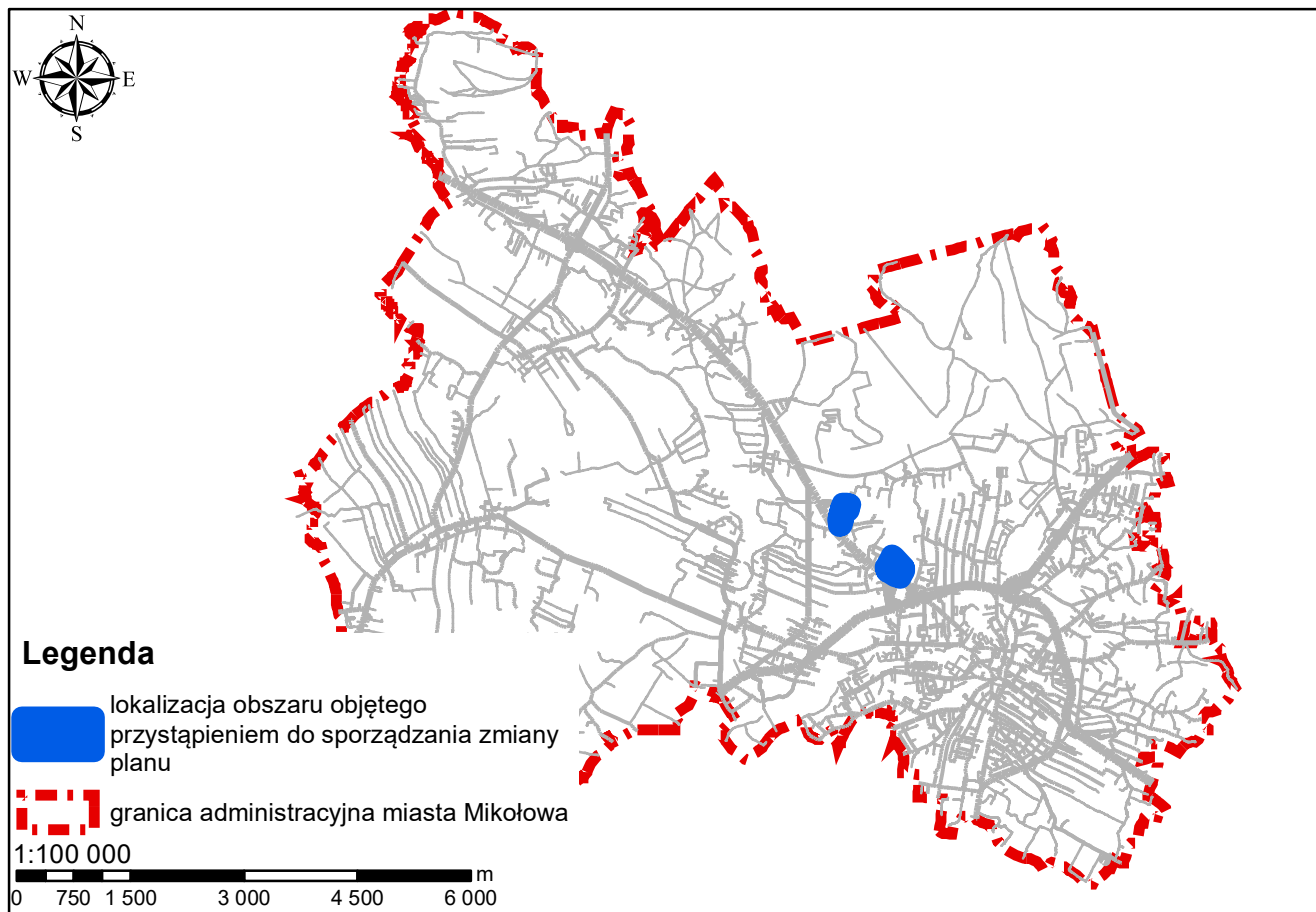 N
W E
S
Legenda
lokalizacja obszaru objętego
przystąpieniem do sporządzania zmiany
planu
granica administracyjna miasta Mikołowa
1:100 000
m
0 750 1 500 3 000 4 500 6 000